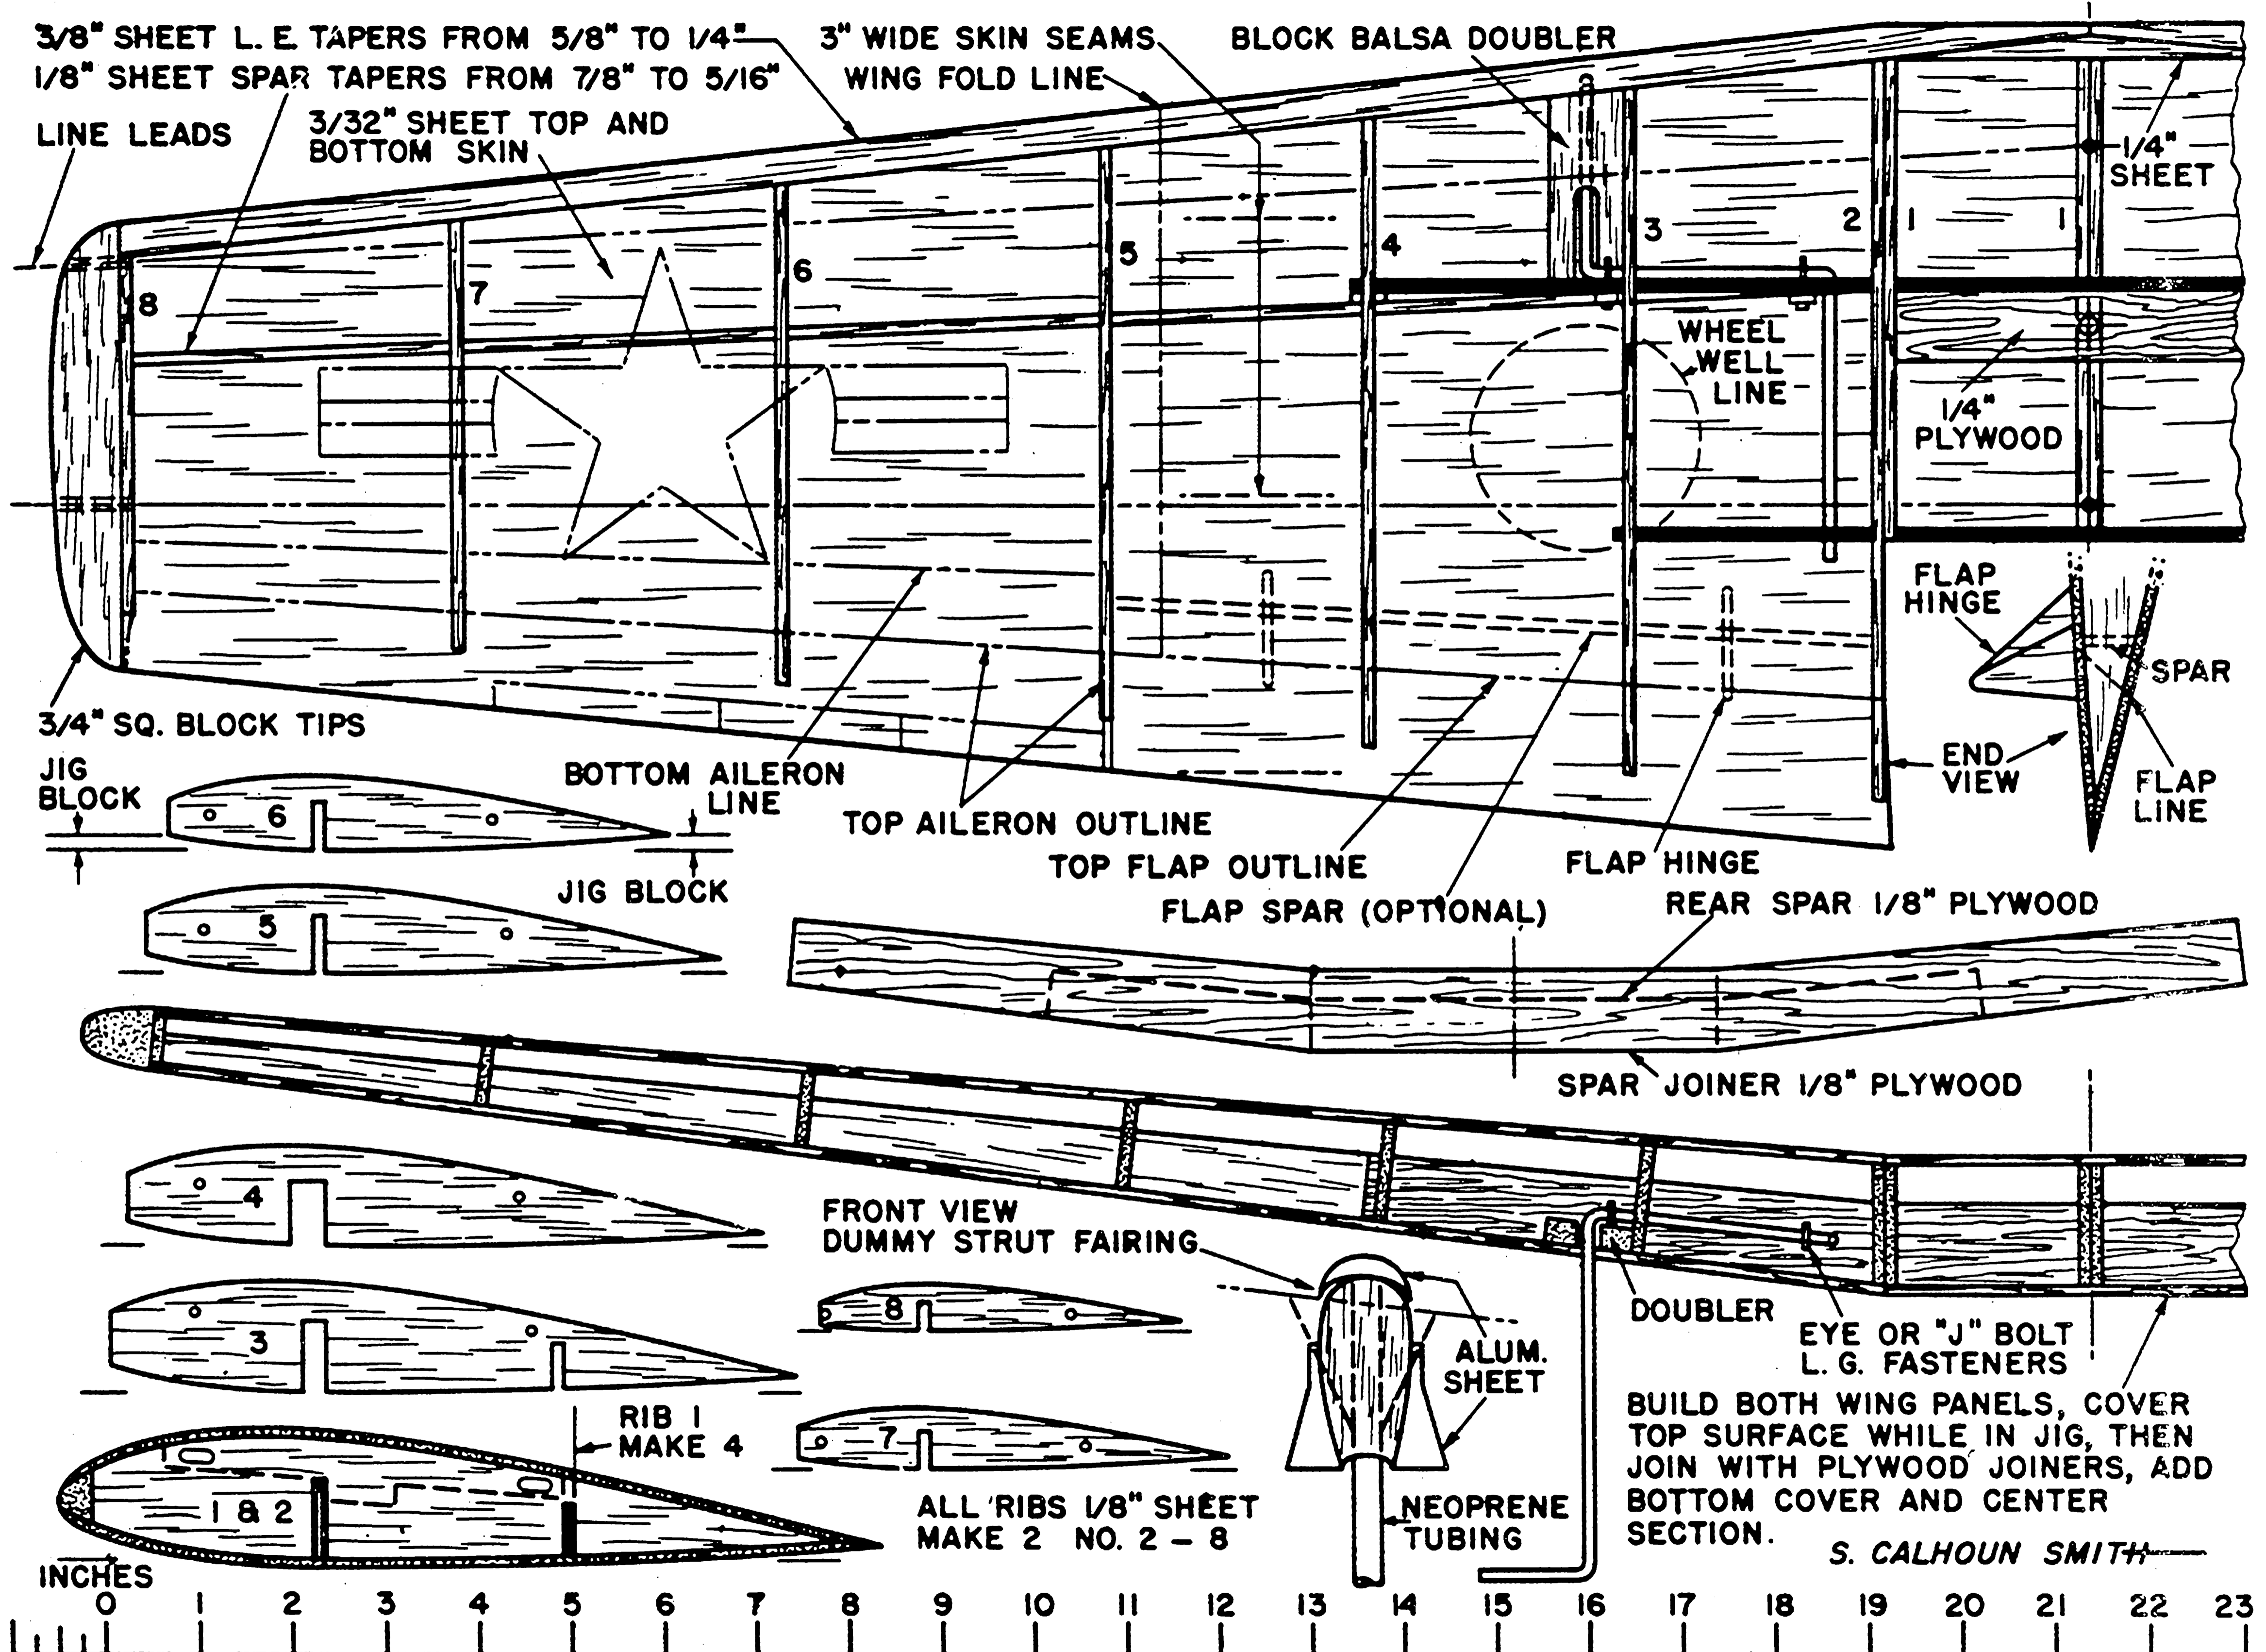 3/8" SHEET L. E. TAPERS FROM 5/8" TO 1/4"
1/8" SHEET SPAR TAPERS FROM 7/8" TO 5/16"
LINE LEADS
3/32" SHEET TOP AND
BOTTOM SKIN
3" WIDE SKIN SEAMS
WING FOLD LINE
BLOCK BALSA DOUBLER
1/4"
SHEET
8
7
6
5
4
3
2
1
1
WHEEL
WELL
LINE
1/4"
PLYWOOD
FLAP
HINGE
SPAR
END
VIEW
FLAP
LINE
3/4" SQ. BLOCK TIPS
JIG
BLOCK
6
JIG BLOCK
BOTTOM AILERON
LINE
TOP AILERON OUTLINE
TOP FLAP OUTLINE
FLAP HINGE
FLAP SPAR (OPTIONAL)
REAR SPAR 1/8" PLYWOOD
5
SPAR JOINER 1/8" PLYWOOD
4
FRONT VIEW
DUMMY STRUT FAIRING
DOUBLER
EYE OR "J" BOLT
L. G. FASTENERS
3
8
ALUM.
SHEET
RIB 1
MAKE 4
7
1 & 2
ALL RIBS 1/8" SHEET
MAKE 2 NO. 2 - 8
NEOPRENE
TUBING
BUILD BOTH WING PANELS, COVER
TOP SURFACE WHILE IN JIG, THEN
JOIN WITH PLYWOOD JOINERS, ADD
BOTTOM COVER AND CENTER
SECTION.
S. CALHOUN SMITH
INCHES
0 1 2 3 4 5 6 7 8 9 10 11 12 13 14 15 16 17 18 19 20 21 22 23